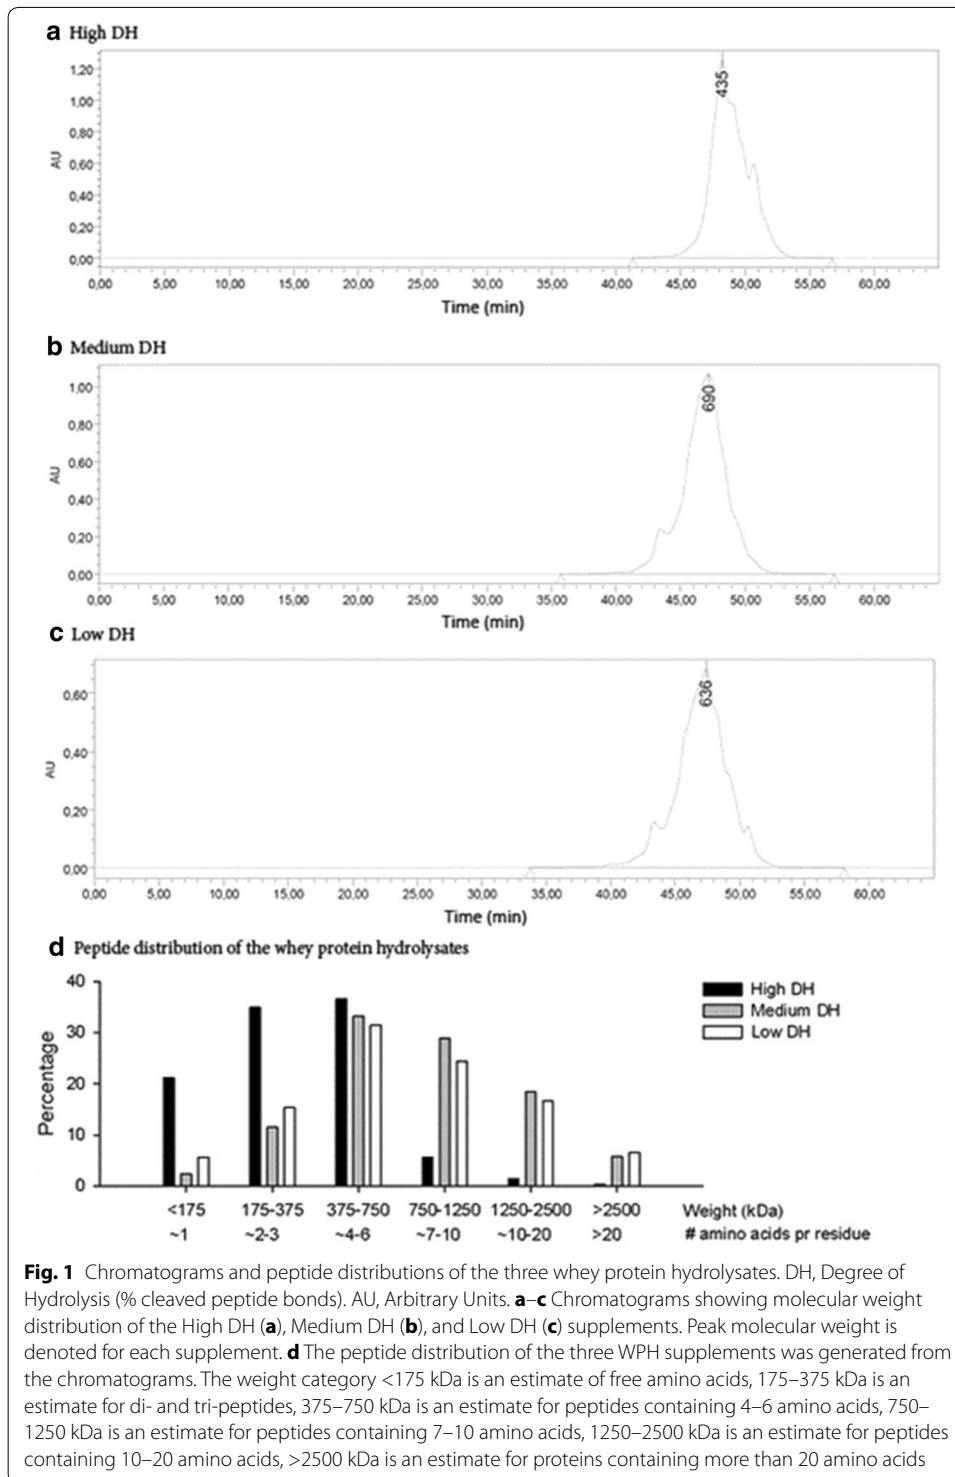 a High DH
435
1,20
1,00
0,80
0,60
0,40
0,20
0,00
AU
0,00 5,00 10,00 15,00 20,00 25,00 30,00 35,00 40,00 45,00 50,00 55,00 60,00
Time (min)
b Medium DH
690
1,00
0,80
0,60
0,40
0,20
0,00
AU
0,00 5,00 10,00 15,00 20,00 25,00 30,00 35,00 40,00 45,00 50,00 55,00 60,00
Time (min)
c Low DH
636
0,60
0,40
0,20
0,00
AU
0,00 5,00 10,00 15,00 20,00 25,00 30,00 35,00 40,00 45,00 50,00 55,00 60,00
Time (min)
d Peptide distribution of the whey protein hydrolysates
40
30
20
10
0
Percentage
High DH
Medium DH
Low DH
<175 175-375 375-750 750-1250 1250-2500 >2500 Weight (kDa)
~1 ~2-3 ~4-6 ~7-10 ~10-20 >20 # amino acids pr residue
Fig. 1 Chromatograms and peptide distributions of the three whey protein hydrolysates. DH, Degree of
Hydrolysis (% cleaved peptide bonds). AU, Arbitrary Units. a–c Chromatograms showing molecular weight
distribution of the High DH (a), Medium DH (b), and Low DH (c) supplements. Peak molecular weight is
denoted for each supplement. d The peptide distribution of the three WPH supplements was generated from
the chromatograms. The weight category <175 kDa is an estimate of free amino acids, 175–375 kDa is an
estimate for di- and tri-peptides, 375–750 kDa is an estimate for peptides containing 4–6 amino acids, 750–
1250 kDa is an estimate for peptides containing 7–10 amino acids, 1250–2500 kDa is an estimate for peptides
containing 10–20 amino acids, >2500 kDa is an estimate for proteins containing more than 20 amino acids